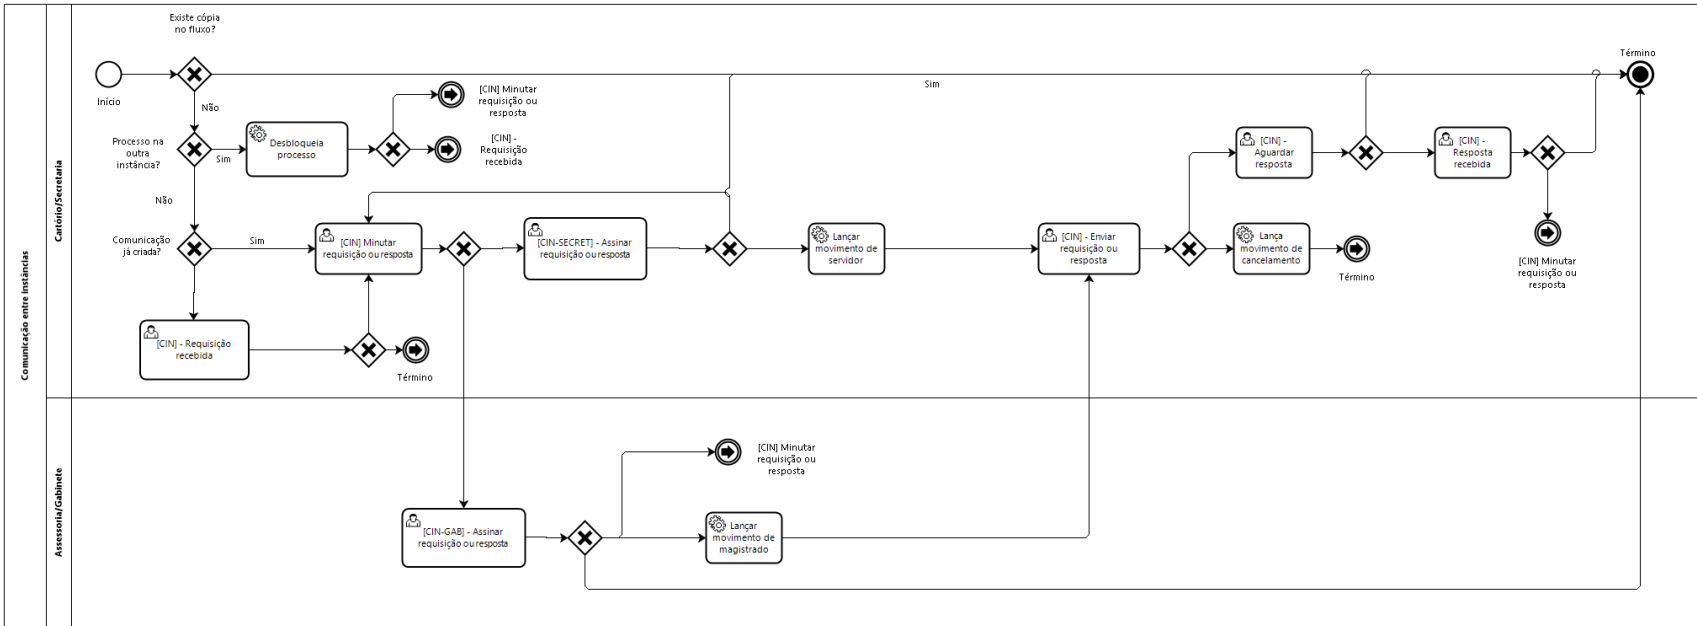 Comunicação entre instâncias
Cartório/Secretaria
Existe cópia
no fluxo?
Início
Não
Sim
Término
Processo na
outra
instância?
Sim
Desbloqueia
processo
[CIN] Minutar
requisição ou
resposta
[CIN] -
Requisição
recebida
Não
Comunicação
já criada?
Sim
[CIN] Minutar
requisição ou resposta
[CIN-SECRET] - Assinar
requisição ou resposta
Lançar
movimento de
servidor
[CIN] - Enviar
requisição ou
resposta
[CIN] -
Aguardar
resposta
[CIN] -
Resposta
recebida
Lança
movimento de
cancelamento
Término
[CIN] Minutar
requisição ou
resposta
[CIN] - Requisição
recebida
Término
Assessoria/Gabinete
[CIN-GAB] - Assinar
requisição ou resposta
[CIN] Minutar
requisição ou
resposta
Lançar
movimento de
magistrado